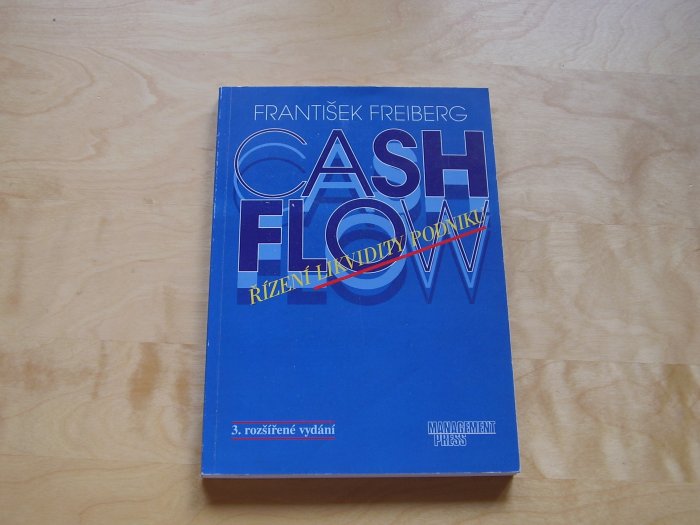 FRANTIŠEK FREIBERG
CASH
FLOW
ŘÍZENÍ LIKVIDITY PODNIKU
3. rozšířené vydání
MANAGEMENT
PRESS